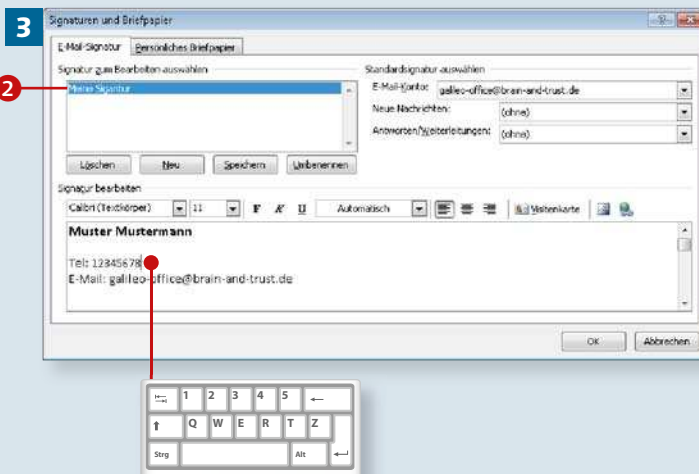 3
Signaturen und Briefpapier
E-Mail-Signatur Persönliches Briefpapier
Signatur zum Bearbeiten auswählen
Standardsignatur auswählen
2
Meine Sigantur
E-Mail-Konto: galileo-office@brain-and-trust.de
Neue Nachrichten: (ohne)
Antworten/Weiterleitungen: (ohne)
Löschen Neu Speichern Umbenennen
Signatur bearbeiten
Calibri (Textkörper) 11 F K U Automatisch Visitenkarte
Muster Mustermann
Tel: 12345678
E-Mail: galileo-office@brain-and-trust.de
OK Abbrechen
1 2 3 4 5
Q W E R T Z
Strg Alt